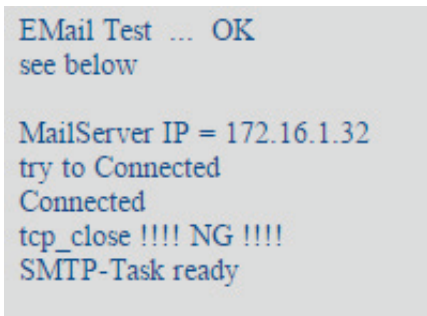 EMail Test ... OK
see below
MailServer IP = 172.16.1.32
try to Connected
Connected
tcp_close !!!! NG !!!!
SMTP-Task ready